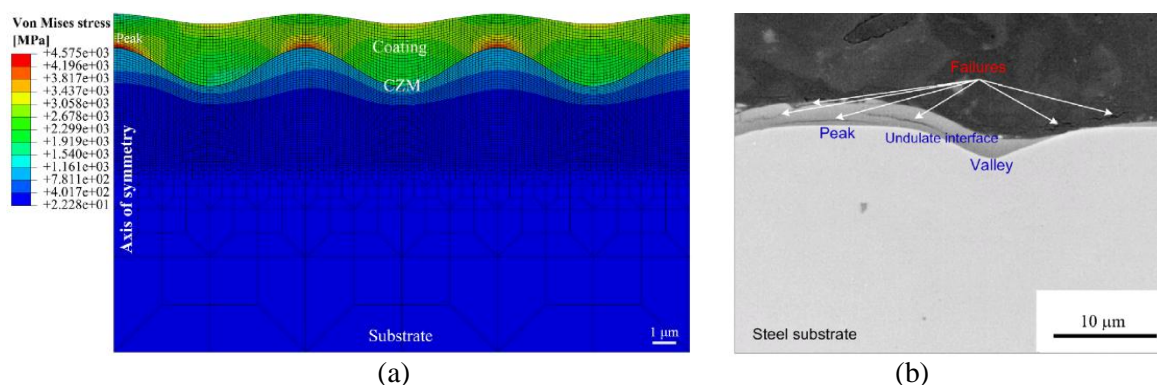 Von Mises stress
[MPa]
+4.575e+03
+4.196e+03
+3.817e+03
+3.437e+03
+3.058e+03
+2.678e+03
+2.299e+03
+1.919e+03
+1.540e+03
+1.161e+03
+7.811e+02
+4.017e+02
+2.228e+01
Peak
Coating
CZM
Axis of symmetry
Substrate
1 μm
(a)
Failures
Peak
Undulate interface
Valley
Steel substrate
10 μm
(b)